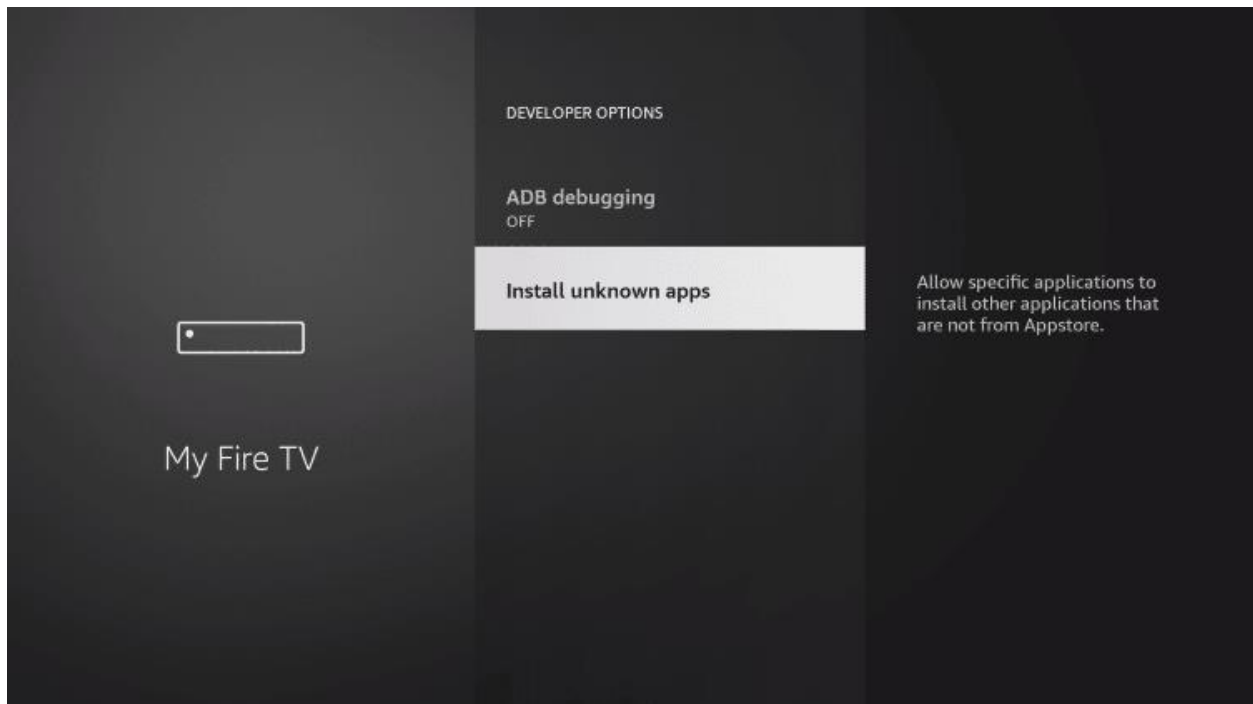 DEVELOPER OPTIONS
ADB debugging
OFF
Install unknown apps
Allow specific applications to
install other applications that
are not from Appstore.
My Fire TV